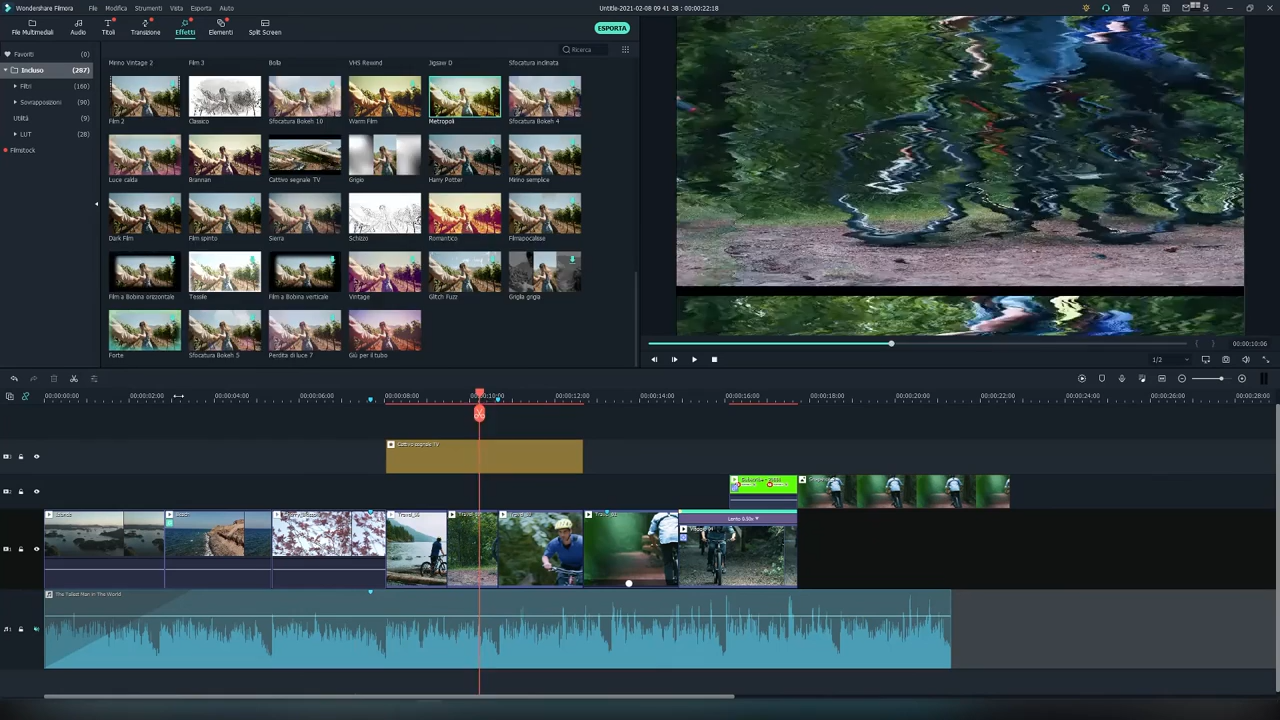 Wondershare Filmora
File
Modifica
Strumenti
Vista
Esporta
Aiuto
Untitle-2021-02-08 09 41 38 : 00:00:22:18
File Multimediali
Audio
Titoli
Transizione
Effetti
Elementi
Split Screen
ESPORTA
Favoriti (0)
Incluso (287)
Filtri (160)
Sovrapposizioni (90)
Utilità (9)
LUT (28)
Filmstock
Ricerca
Mirino Vintage 2
Film 3
Bolla
VHS Rewind
Jigsaw D
Sfocatura inclinata
Film 2
Classico
Sfocatura Bokeh 10
Warm Film
Metropoli
Sfocatura Bokeh 4
Luce calda
Brannan
Cattivo segnale TV
Grigio
Harry Potter
Mirino semplice
Dark Film
Film spirito
Sierra
Schizzo
Romantico
Filmapocalisse
Film a Bobina orizzontale
Tessile
Film a Bobina verticale
Vintage
Glitch Fuzz
Griglia grigia
Forte
Sfocatura Bokeh 5
Perdita di luce 7
Giù per il tubo
00:00:10:06
1/2
00:00:00:00
00:00:02:00
00:00:04:00
00:00:06:00
00:00:08:00
00:00:10:00
00:00:12:00
00:00:14:00
00:00:16:00
00:00:18:00
00:00:20:00
00:00:22:00
00:00:24:00
00:00:26:00
00:00:28:00
Cattivo segnale TV
Lento 0.50x
The Tallest Man In The World